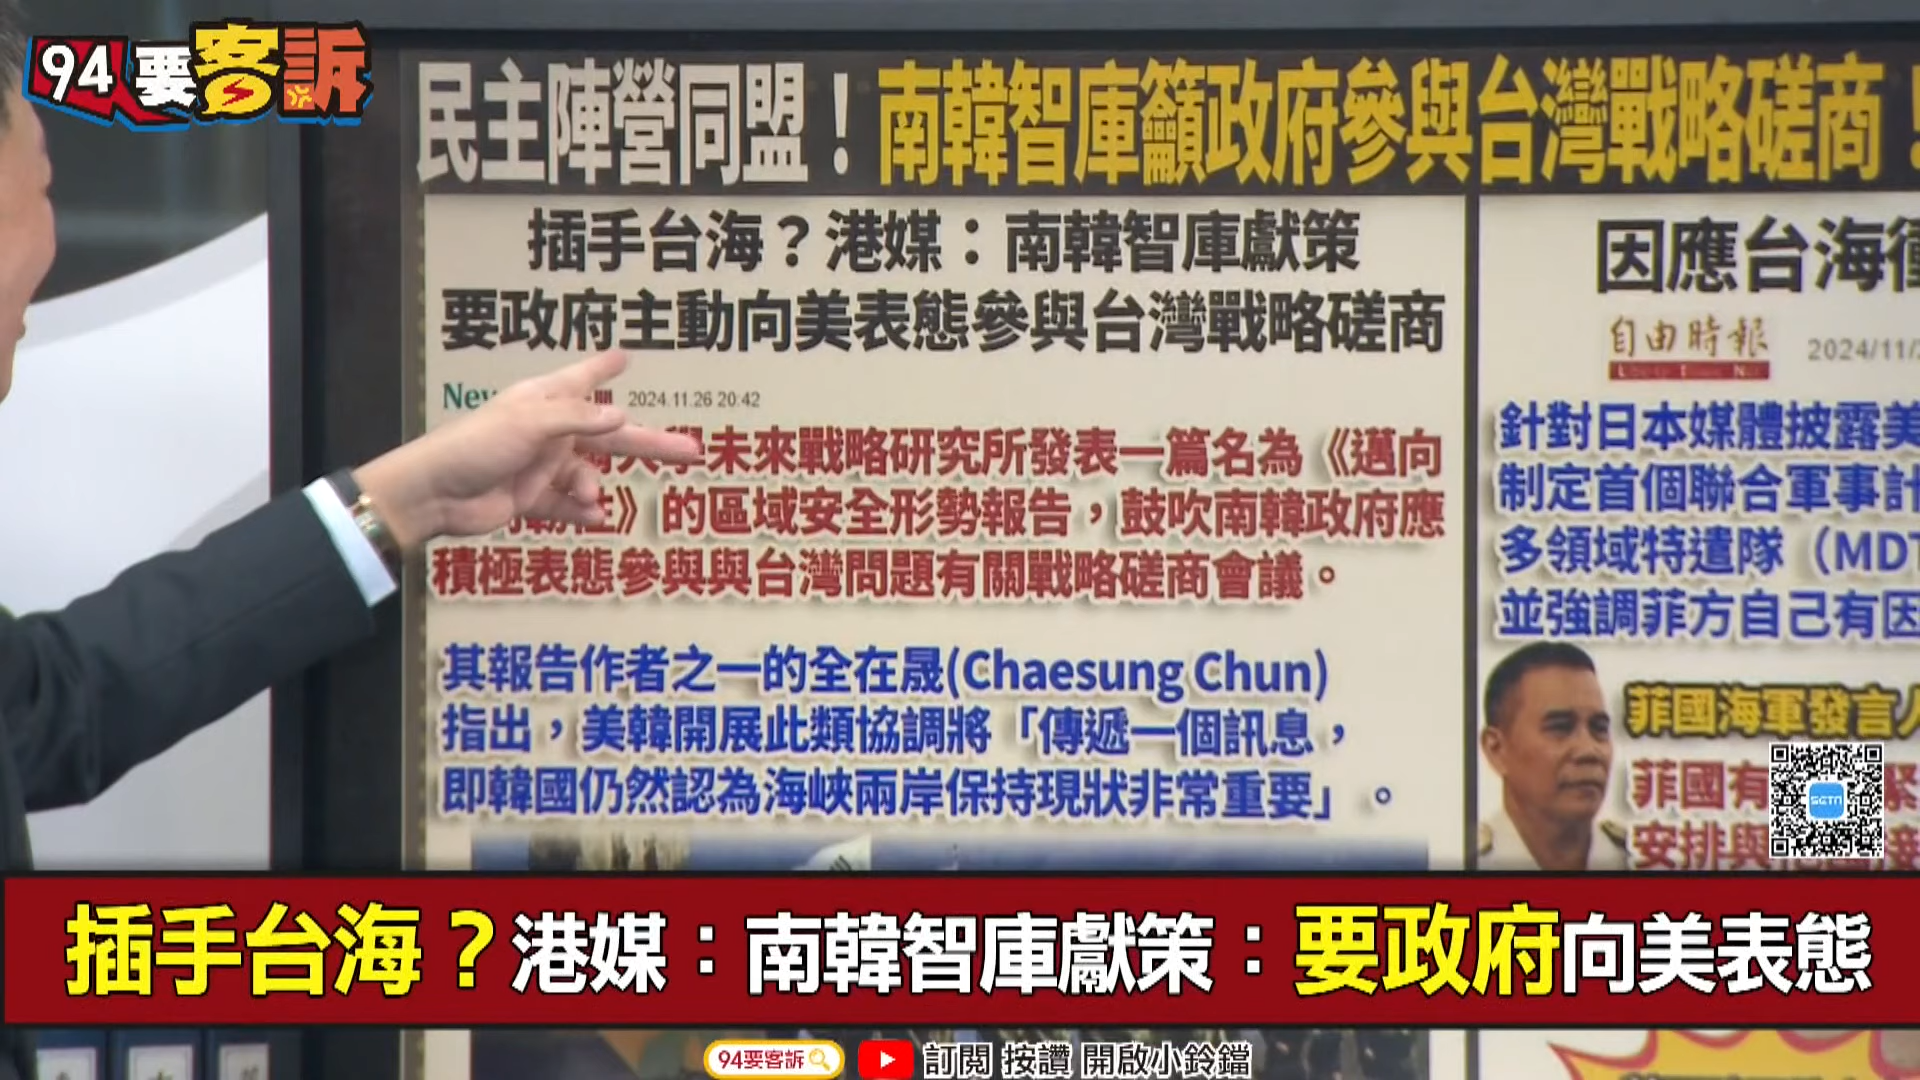 94要客訴
民主陣營同盟！南韓智庫籲政府參與台灣戰略磋商！
插手台海？港媒：南韓智庫獻策
要政府主動向美表態參與台灣戰略磋商
2024.11.26 20:42
大學未來戰略研究所發表一篇名為《邁向
》的區域安全形勢報告，鼓吹南韓政府應
積極表態參與與台灣問題有關戰略磋商會議。
其報告作者之一的全在晟(Chaesung Chun)
指出，美韓開展此類協調將「傳遞一個訊息，
即韓國仍然認為海峽兩岸保持現狀非常重要」。
因應台海衝
自由時報 2024/11/2
針對日本媒體披露美
制定首個聯合軍事計
多領域特遣隊（MDT
並強調菲方自己有因
菲國海軍發言人
菲國有 緊
安排與
SETN
插手台海？港媒：南韓智庫獻策：要政府向美表態
94要客訴 訂閱 按讚 開啟小鈴鐺